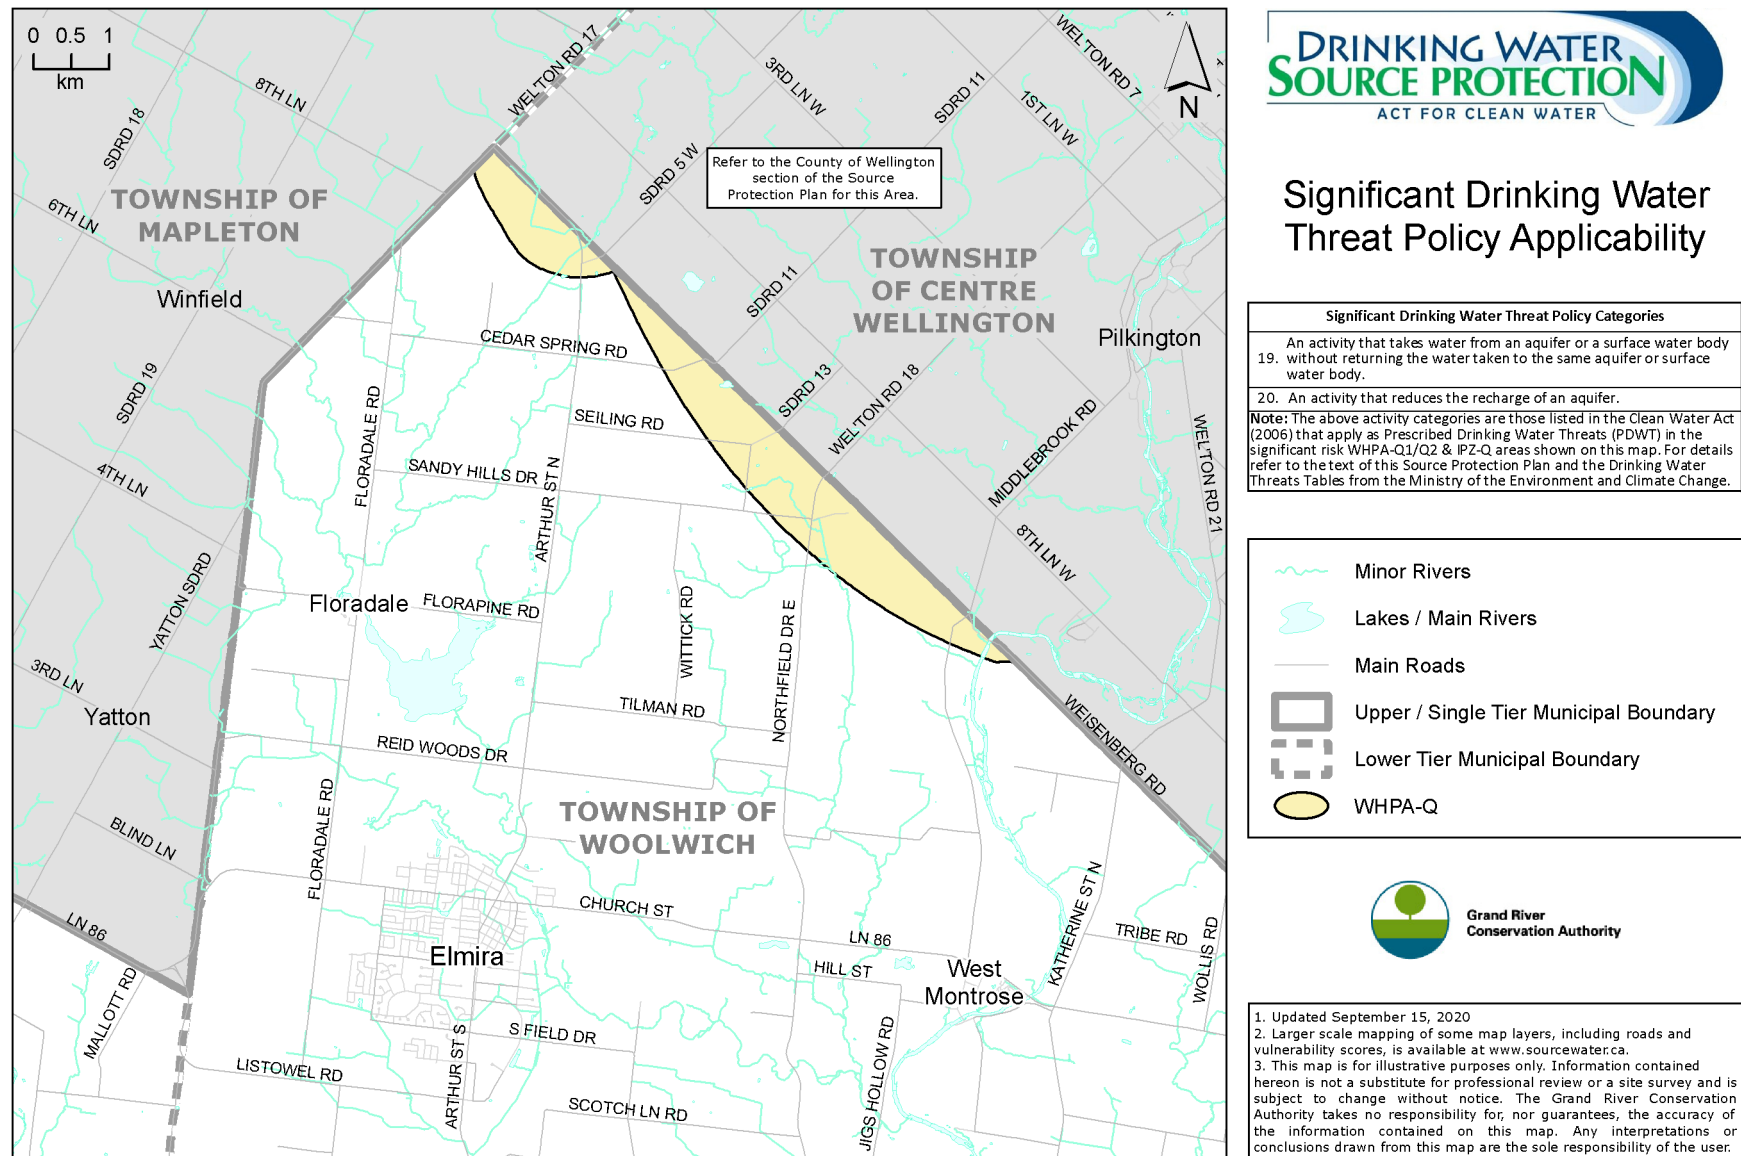 0 0.5 1
km
WEL'TON RD 17
8TH LN
SDRD 18
3RD LN W
SDRD 11
1ST LN W
WEL'TON RD 7
N
SDRD 5 W
Refer to the County of Wellington
section of the Source
Protection Plan for this Area.
TOWNSHIP OF
MAPLETON
6TH LN
Winfield
TOWNSHIP
OF CENTRE
WELLINGTON
SDRD 11
Pilkington
CEDAR SPRING RD
SDRD 19
FLORADALE RD
SEILING RD
SDRD 13
WEL'TON RD 18
MIDDLEBROOK RD
WEL'TON RD 21
4TH LN
SANDY HILLS DR
ARTHUR ST N
8TH LN W
YATTON SDRD
Floradale
FLORAPINE RD
WITTICK RD
NORTHFIELD DR E
3RD LN
Yatton
TILMAN RD
WEISENBERG RD
REID WOODS DR
FLORADALE RD
TOWNSHIP OF
WOOLWICH
BLIND LN
CHURCH ST
LN 86
LN 86
KATHERINE ST N
TRIBE RD
WOLLIS RD
Elmira
HILL ST
West
Montrose
MALLOTT RD
S FIELD DR
ARTHUR ST S
LISTOWEL RD
SCOTCH LN RD
JIGS HOLLOW RD
DRINKING WATER
SOURCE PROTECTION
ACT FOR CLEAN WATER
Significant Drinking Water
Threat Policy Applicability
Significant Drinking Water Threat Policy Categories
An activity that takes water from an aquifer or a surface water body
19. without returning the water taken to the same aquifer or surface
water body.
20. An activity that reduces the recharge of an aquifer.
Note: The above activity categories are those listed in the Clean Water Act
(2006) that apply as Prescribed Drinking Water Threats (PDWT) in the
significant risk WHPA-Q1/Q2 & IPZ-Q areas shown on this map. For details
refer to the text of this Source Protection Plan and the Drinking Water
Threats Tables from the Ministry of the Environment and Climate Change.
Minor Rivers
Lakes / Main Rivers
Main Roads
Upper / Single Tier Municipal Boundary
Lower Tier Municipal Boundary
WHPA-Q
Grand River
Conservation Authority
1. Updated September 15, 2020
2. Larger scale mapping of some map layers, including roads and
vulnerability scores, is available at www.sourcewater.ca.
3. This map is for illustrative purposes only. Information contained
hereon is not a substitute for professional review or a site survey and is
subject to change without notice. The Grand River Conservation
Authority takes no responsibility for, nor guarantees, the accuracy of
the information contained on this map. Any interpretations or
conclusions drawn from this map are the sole responsibility of the user.